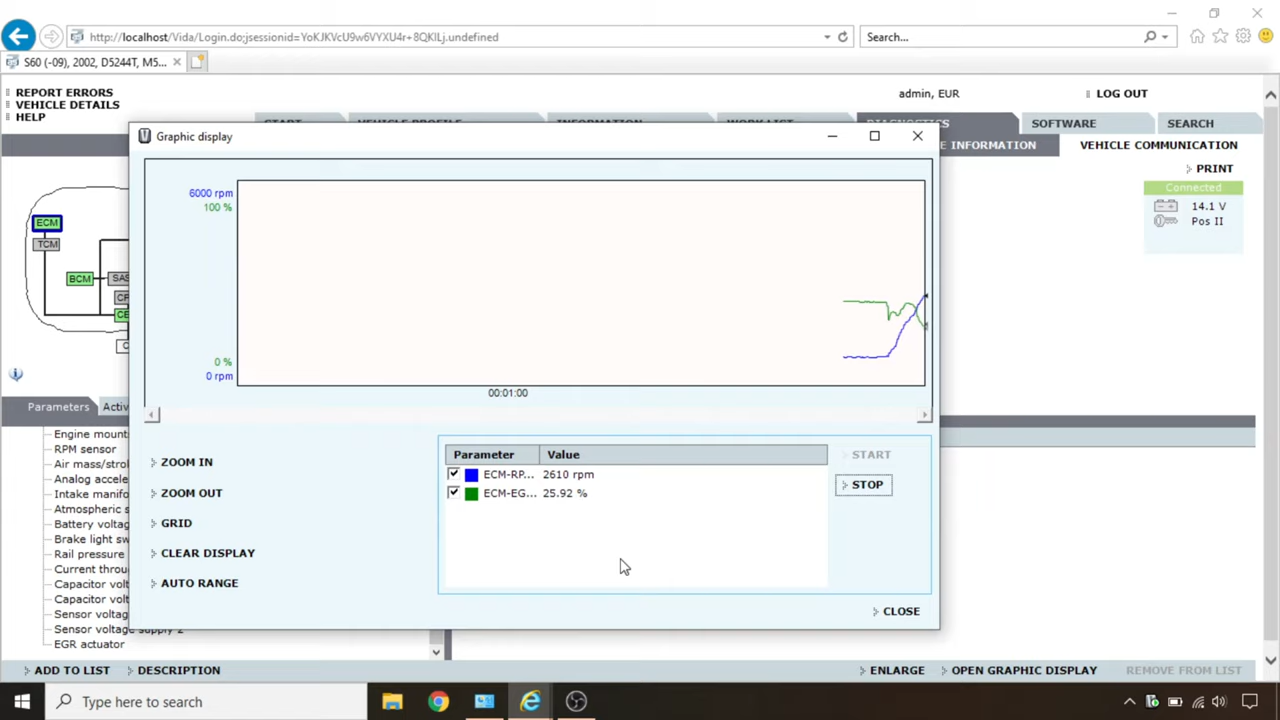 http://localhost/Vida/Login.do;jsessionid=YoKJKVcU9w6VYXU4r+8QKlLj.undefined
Search...
S60 (-09), 2002, D5244T, M5...
REPORT ERRORS
VEHICLE DETAILS
HELP
admin, EUR
LOG OUT
SOFTWARE
SEARCH
E INFORMATION
VEHICLE COMMUNICATION
PRINT
Connected
14.1 V
Pos II
ECM
TCM
BCM
SAS
Graphic display
6000 rpm
100 %
0 %
0 rpm
00:01:00
Parameters
Activ
Engine mount
RPM sensor
Air mass/strok
Analog accele
Intake manifo
Atmospheric s
Battery voltag
Brake light sw
Rail pressure
Current throu
Capacitor volt
Capacitor volt
Sensor voltag
Sensor voltage supply 2
EGR actuator
ZOOM IN
ZOOM OUT
GRID
CLEAR DISPLAY
AUTO RANGE
Parameter Value
ECM-RP... 2610 rpm
ECM-EG... 25.92 %
START
STOP
CLOSE
ADD TO LIST
DESCRIPTION
ENLARGE
OPEN GRAPHIC DISPLAY
REMOVE FROM LIST
Type here to search